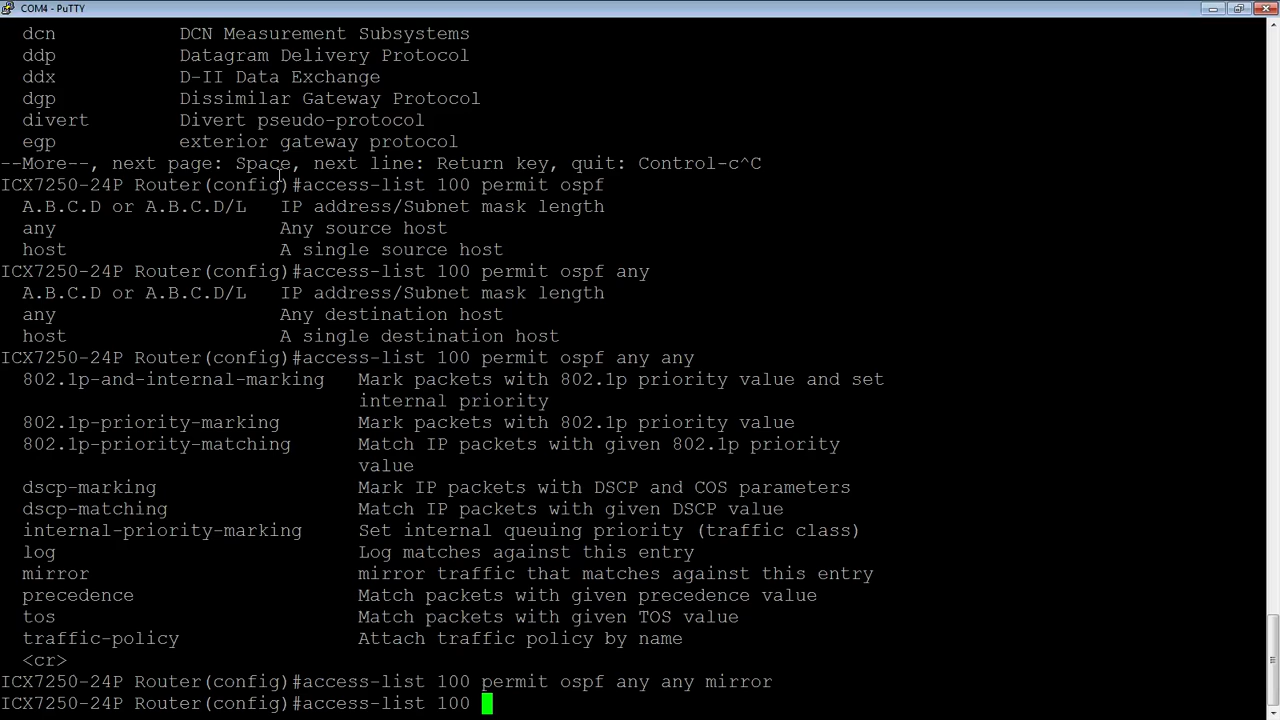 COM4 - PuTTY
dcn DCN Measurement Subsystems
ddp Datagram Delivery Protocol
ddx D-II Data Exchange
dgp Dissimilar Gateway Protocol
divert Divert pseudo-protocol
egp exterior gateway protocol
--More--, next page: Space, next line: Return key, quit: Control-c^C
ICX7250-24P Router(config)#access-list 100 permit ospf
A.B.C.D or A.B.C.D/L IP address/Subnet mask length
any Any source host
host A single source host
ICX7250-24P Router(config)#access-list 100 permit ospf any
A.B.C.D or A.B.C.D/L IP address/Subnet mask length
any Any destination host
host A single destination host
ICX7250-24P Router(config)#access-list 100 permit ospf any any
802.1p-and-internal-marking Mark packets with 802.1p priority value and set
internal priority
802.1p-priority-marking Mark packets with 802.1p priority value
802.1p-priority-matching Match IP packets with given 802.1p priority
value
dscp-marking Mark IP packets with DSCP and COS parameters
dscp-matching Match IP packets with given DSCP value
internal-priority-marking Set internal queuing priority (traffic class)
log Log matches against this entry
mirror mirror traffic that matches against this entry
precedence Match packets with given precedence value
tos Match packets with given TOS value
traffic-policy Attach traffic policy by name
<cr>
ICX7250-24P Router(config)#access-list 100 permit ospf any any mirror
ICX7250-24P Router(config)#access-list 100